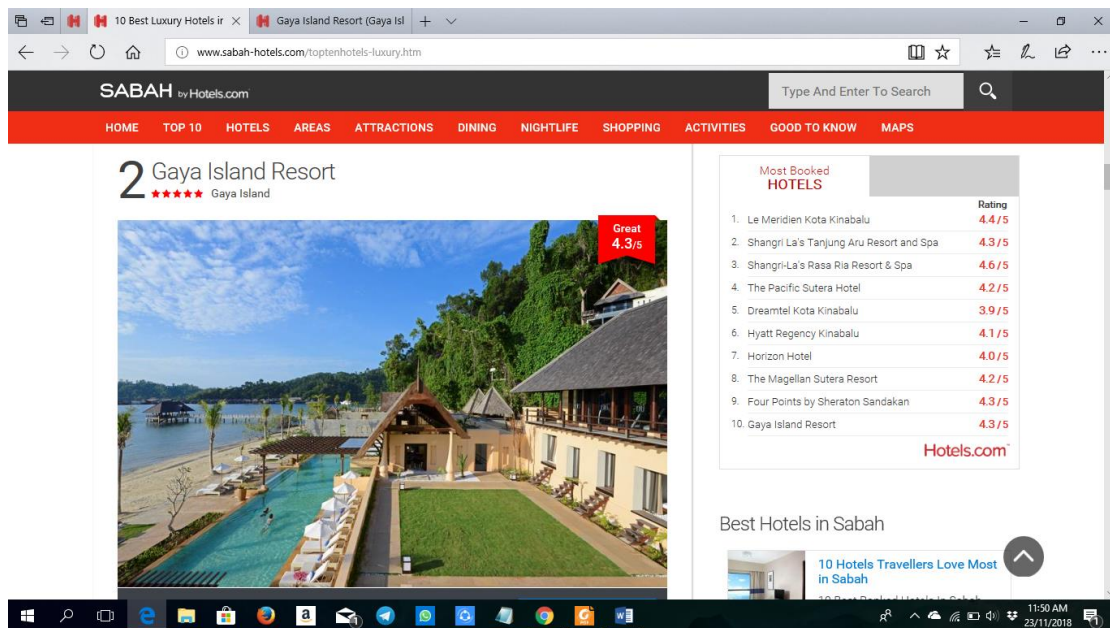 10 Best Luxury Hotels ir
Gaya Island Resort (Gaya Isl
www.sabah-hotels.com/toptenhotels-luxury.htm
SABAH by Hotels.com
Type And Enter To Search
HOME TOP 10 HOTELS AREAS ATTRACTIONS DINING NIGHTLIFE SHOPPING ACTIVITIES GOOD TO KNOW MAPS
2 Gaya Island Resort
Gaya Island
Great
4.3/5
Most Booked
HOTELS
Rating
1. Le Meridien Kota Kinabalu 4.4/5
2. Shangri La's Tanjung Aru Resort and Spa 4.3/5
3. Shangri-La's Rasa Ria Resort & Spa 4.6/5
4. The Pacific Sutera Hotel 4.2/5
5. Dreamtel Kota Kinabalu 3.9/5
6. Hyatt Regency Kinabalu 4.1/5
7. Horizon Hotel 4.0/5
8. The Magellan Sutera Resort 4.2/5
9. Four Points by Sheraton Sandakan 4.3/5
10. Gaya Island Resort 4.3/5
Hotels.com
Best Hotels in Sabah
10 Hotels Travellers Love Most
in Sabah
11:50 AM
23/11/2018